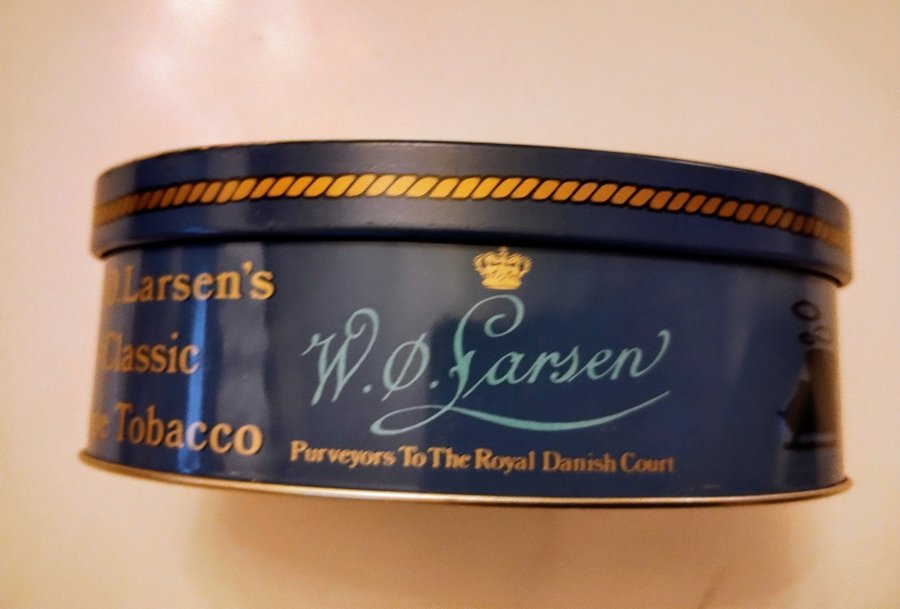 Larsen's
Classic
Tobacco
W.Ø. Larsen
Purveyors To The Royal Danish Court